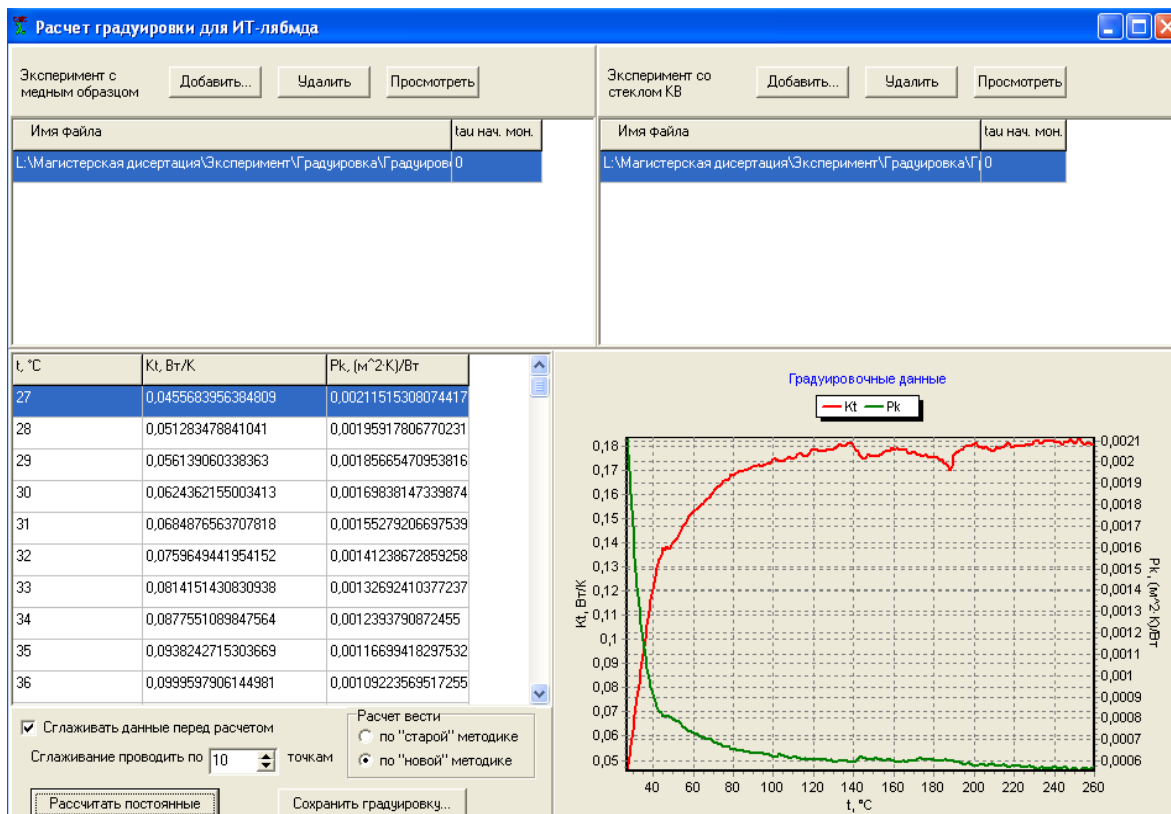 Расчет градуировки для ИТ-лябмда
Эксперимент с
медным образцом
Добавить...
Удалить
Просмотреть
Эксперимент со
стеклом КВ
Добавить...
Удалить
Просмотреть
Имя файла tau нач. мон.
L:\Магистерская дисертация\Эксперимент\Градуировка\Градуиров 0
Имя файла tau нач. мон.
L:\Магистерская дисертация\Эксперимент\Градуировка\Г 0
t, °C Kt, Вт/К Pk, (м^2·K)/Вт
27 0,0455683956384809 0,00211515308074417
28 0,051283478841041 0,00195917806770231
29 0,056139060338363 0,00185665470953816
30 0,0624362155003413 0,00169838147339874
31 0,0684876563707818 0,00155279206697539
32 0,0759649441954152 0,00141238672859258
33 0,0814151430830938 0,00132692410377237
34 0,0877551089847564 0,0012393790872455
35 0,0938242715303669 0,00116699418297532
36 0,0999597906144981 0,00109223569517255
Сглаживать данные перед расчетом
Сглаживание проводить по 10 точкам
Расчет вести
по "старой" методике
по "новой" методике
Рассчитать постоянные
Сохранить градуировку...
Градуировочные данные
Kt Pk
0,18
0,17
0,16
0,15
0,14
0,13
0,12
0,11
0,1
0,09
0,08
0,07
0,06
0,05
Kt, Вт/К
0,0021
0,002
0,0019
0,0018
0,0017
0,0016
0,0015
0,0014
0,0013
0,0012
0,0011
0,001
0,0009
0,0008
0,0007
0,0006
Pk, (м^2·K)/Вт
40 60 80 100 120 140 160 180 200 220 240 260
t, °C